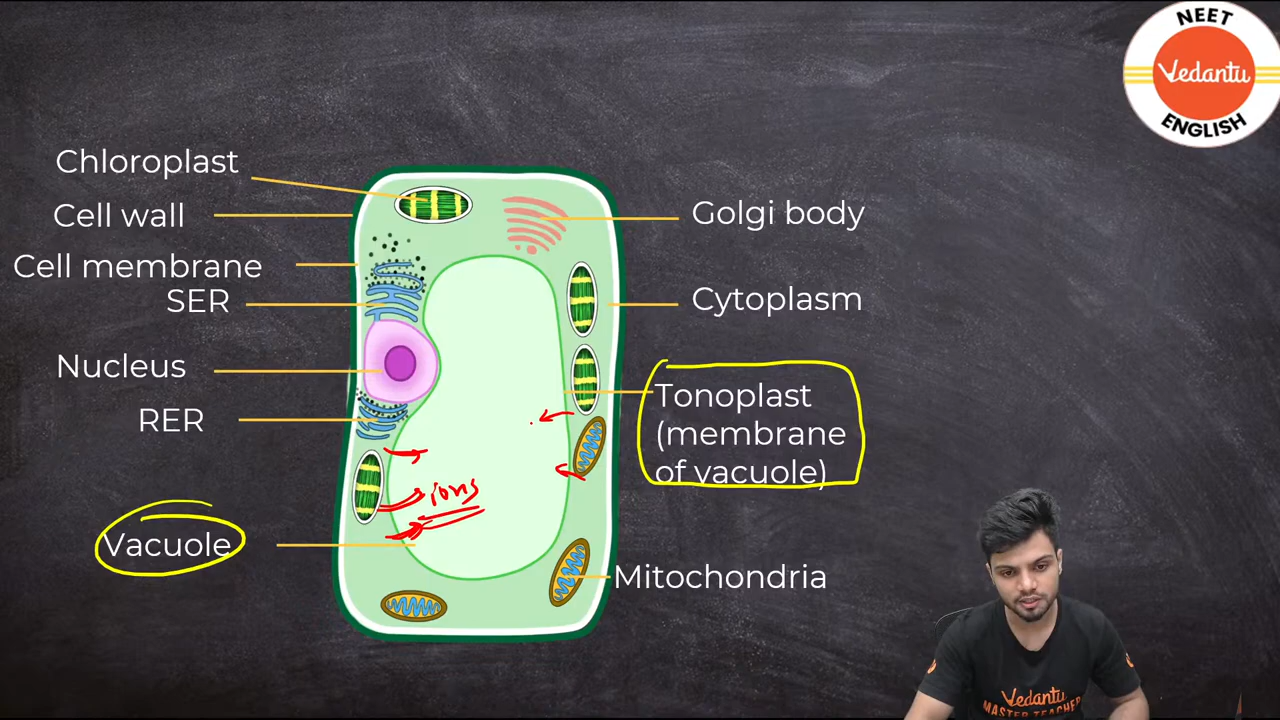 NEET
Vedantu
ENGLISH
Chloroplast
Cell wall
Cell membrane
SER
Nucleus
RER
Vacuole
Golgi body
Cytoplasm
Tonoplast
(membrane
of vacuole)
Mitochondria
ions
Vedantu
MASTER TEACHER